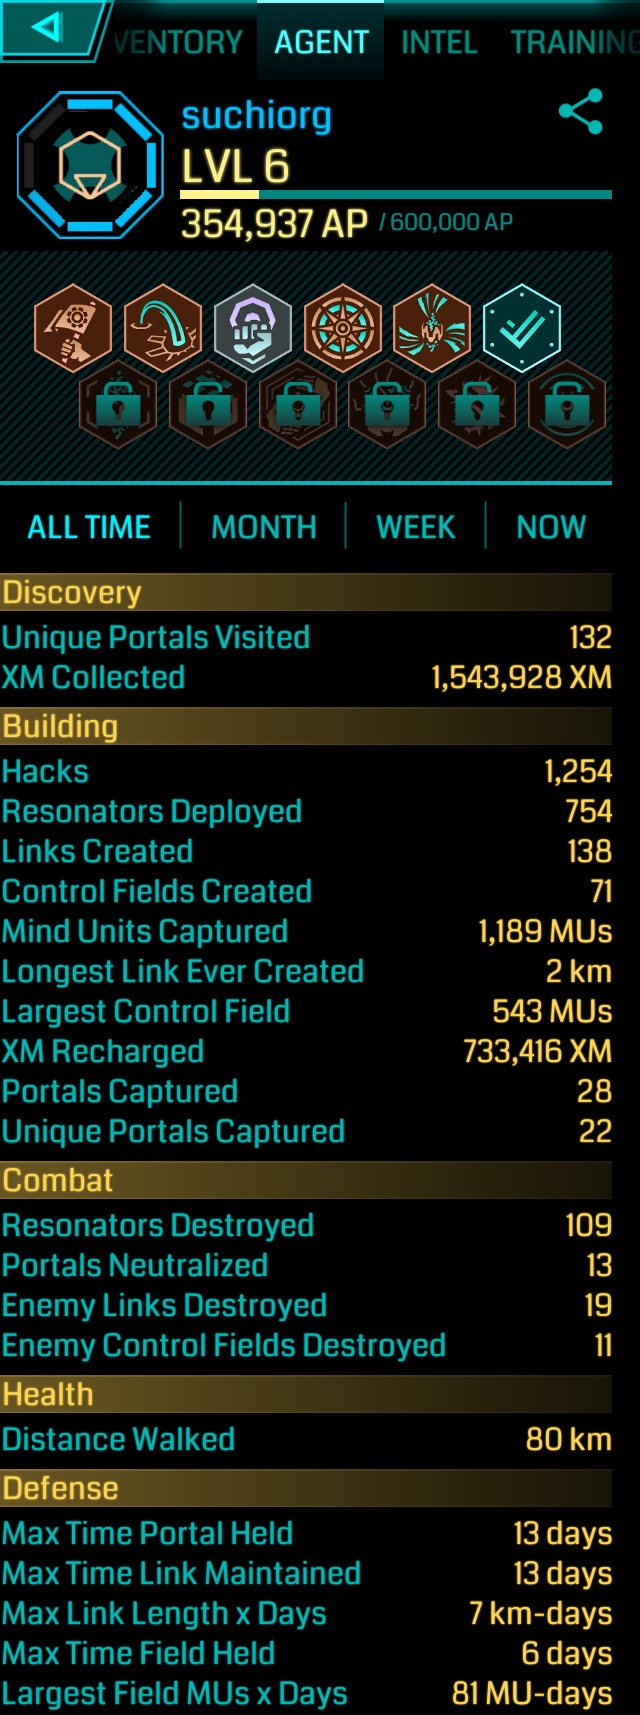 VENTORY AGENT INTEL TRAINING
suchiorg
LVL 6
354,937 AP / 600,000 AP
ALL TIME MONTH WEEK NOW
Discovery
Unique Portals Visited 132
XM Collected 1,543,928 XM
Building
Hacks 1,254
Resonators Deployed 754
Links Created 138
Control Fields Created 71
Mind Units Captured 1,189 MUs
Longest Link Ever Created 2 km
Largest Control Field 543 MUs
XM Recharged 733,416 XM
Portals Captured 28
Unique Portals Captured 22
Combat
Resonators Destroyed 109
Portals Neutralized 13
Enemy Links Destroyed 19
Enemy Control Fields Destroyed 11
Health
Distance Walked 80 km
Defense
Max Time Portal Held 13 days
Max Time Link Maintained 13 days
Max Link Length x Days 7 km-days
Max Time Field Held 6 days
Largest Field MUs x Days 81 MU-days